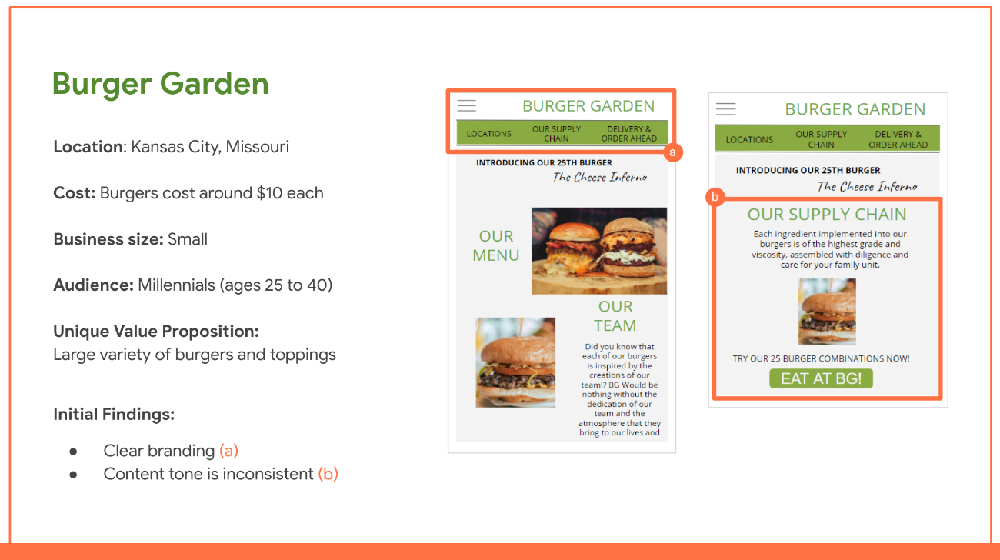 Burger Garden
Location: Kansas City, Missouri
Cost: Burgers cost around $10 each
Business size: Small
Audience: Millennials (ages 25 to 40)
Unique Value Proposition:
Large variety of burgers and toppings
Initial Findings:
● Clear branding (a)
● Content tone is inconsistent (b)
BURGER GARDEN
LOCATIONS
OUR SUPPLY
CHAIN
DELIVERY &
ORDER AHEAD
a
INTRODUCING OUR 25TH BURGER
The Cheese Inferno
OUR
MENU
OUR
TEAM
Did you know that
each of our burgers
is inspired by the
creations of our
team!? BG Would be
nothing without the
dedication of our
team and the
atmosphere that they
bring to our lives and
BURGER GARDEN
LOCATIONS
OUR SUPPLY
CHAIN
DELIVERY &
ORDER AHEAD
INTRODUCING OUR 25TH BURGER
The Cheese Inferno
b
OUR SUPPLY CHAIN
Each ingredient implemented into our
burgers is of the highest grade and
viscosity, assembled with diligence and
care for your family unit.
TRY OUR 25 BURGER COMBINATIONS NOW!
EAT AT BG!